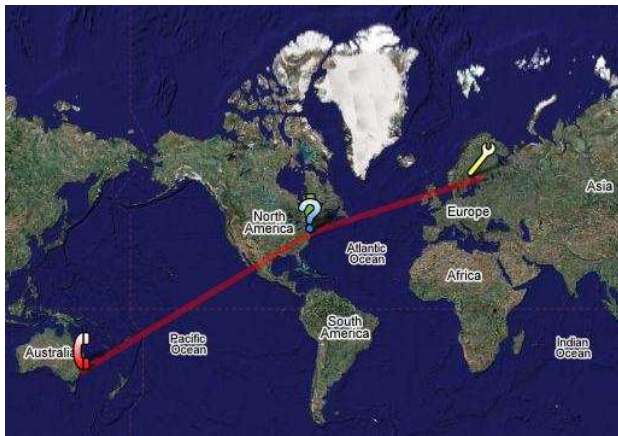 North
America
Asia
Europe
Atlantic
Ocean
Africa
South
America
Pacific
Ocean
Australia
Indian
Ocean